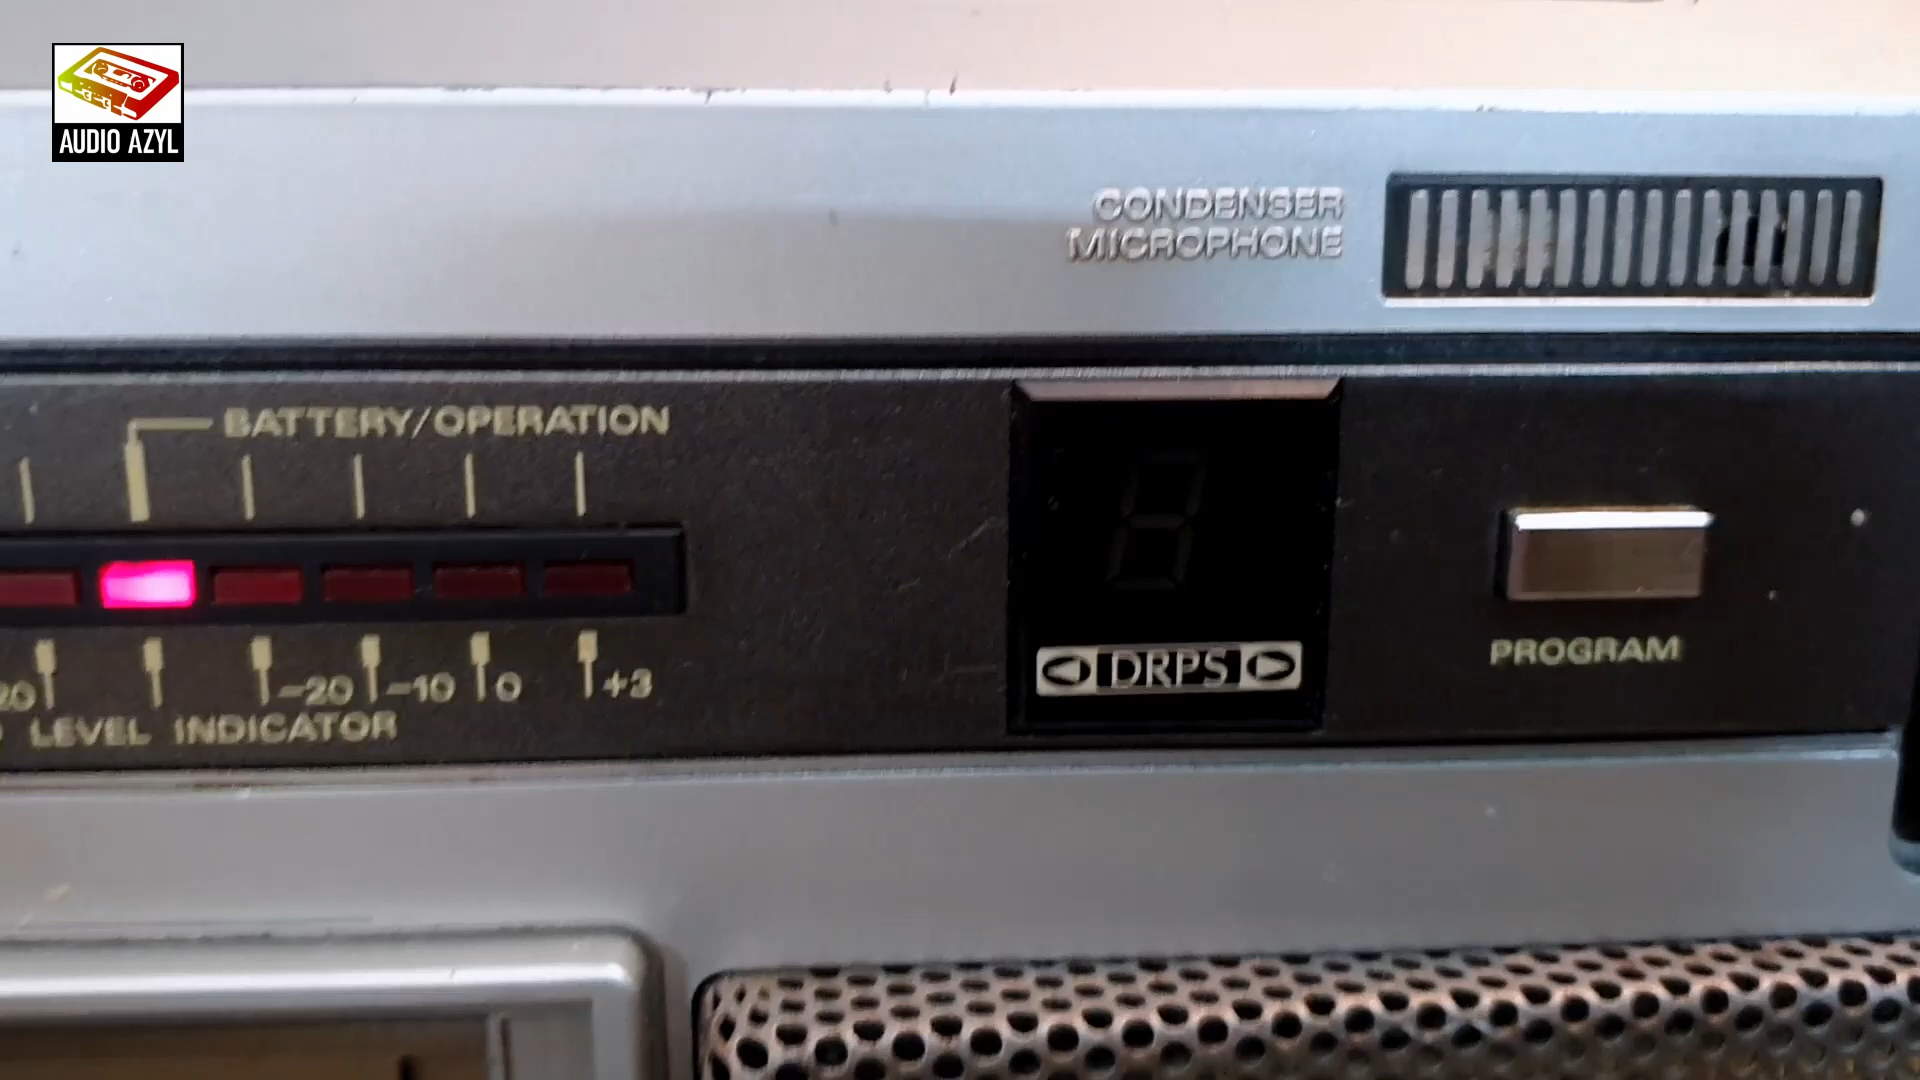 AUDIO AZYL
CONDENSER
MICROPHONE
BATTERY/OPERATION
-20 -10 0 +3
LEVEL INDICATOR
DRPS
PROGRAM